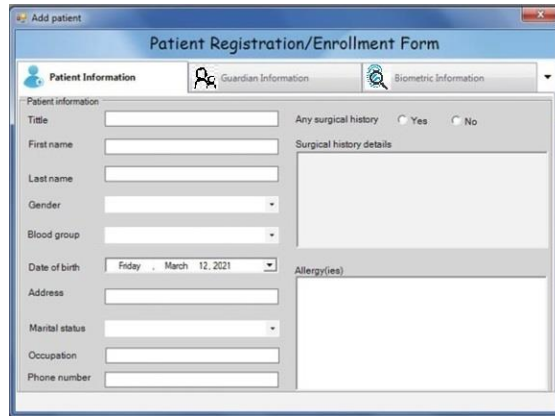 Add patient
Patient Registration/Enrollment Form
Patient Information
Guardian Information
Biometric Information
Patient information
Tittle
First name
Last name
Gender
Blood group
Date of birth Friday , March 12, 2021
Address
Marital status
Occupation
Phone number
Any surgical history Yes No
Surgical history details
Allergy(ies)